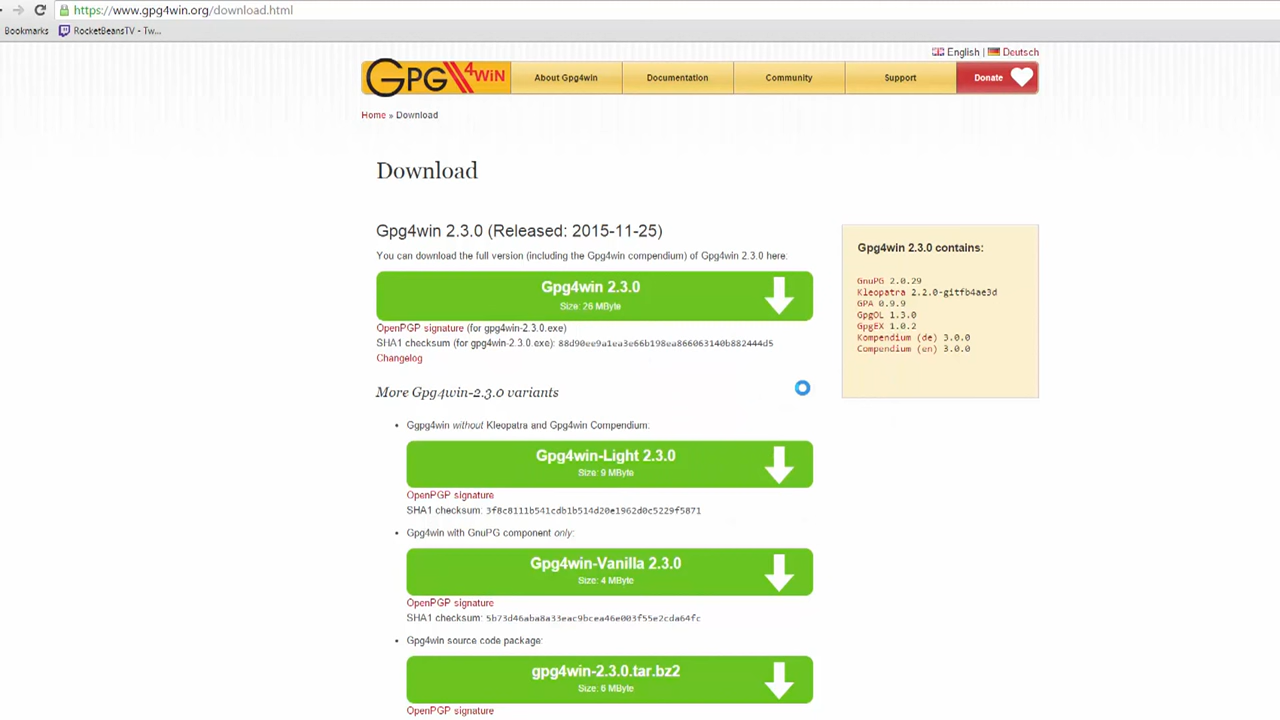 https://www.gpg4win.org/download.html
Bookmarks RocketBeansTV - Tw...
English | Deutsch
GPG4WIN About Gpg4win Documentation Community Support Donate
Home » Download
Download
Gpg4win 2.3.0 (Released: 2015-11-25)
You can download the full version (including the Gpg4win compendium) of Gpg4win 2.3.0 here:
Gpg4win 2.3.0
Size: 26 MByte
OpenPGP signature (for gpg4win-2.3.0.exe)
SHA1 checksum (for gpg4win-2.3.0.exe): 88d90ee9a1ea3e66b198ea866063140b882444d5
Changelog
Gpg4win 2.3.0 contains:
GnuPG 2.0.29
Kleopatra 2.2.0-gitfb4ae3d
GPA 0.9.9
GpgOL 1.3.0
GpgEX 1.0.2
Kompendium (de) 3.0.0
Compendium (en) 3.0.0
More Gpg4win-2.3.0 variants
Ggpg4win without Kleopatra and Gpg4win Compendium:
Gpg4win-Light 2.3.0
Size: 9 MByte
OpenPGP signature
SHA1 checksum: 3f8c8111b541cdb1b514d20e1962d0c5229f5871
Gpg4win with GnuPG component only:
Gpg4win-Vanilla 2.3.0
Size: 4 MByte
OpenPGP signature
SHA1 checksum: 5b73d46aba8a33eac9bcea46e003f55e2cda64fc
Gpg4win source code package:
gpg4win-2.3.0.tar.bz2
Size: 6 MByte
OpenPGP signature